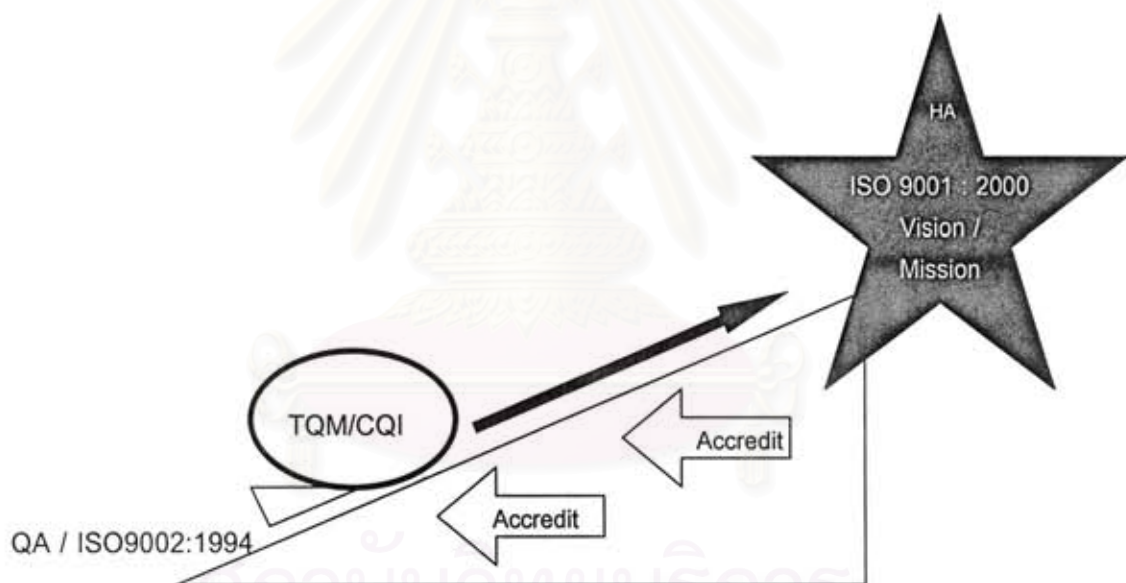 HA
ISO 9001 : 2000
Vision /
Mission
TQM/CQI
Accredit
Accredit
QA / ISO9002:1994